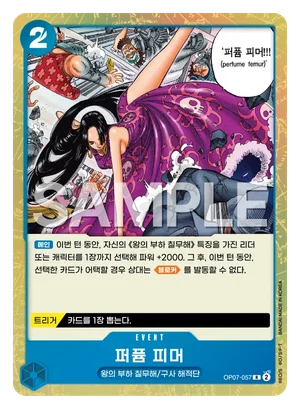 2
'퍼퓸 피머!!!
(perfume femur)
SAMPLE
메인 이번 턴 동안, 자신의 《왕의 부하 칠무해》 특징을 가진 리더
또는 캐릭터를 1장까지 선택해 파워 +2000. 그 후, 이번 턴 동안,
선택한 카드가 어택할 경우 상대는 블로커 를 발동할 수 없다.
트리거 카드를 1장 뽑는다.
EVENT
퍼퓸 피머
왕의 부하 칠무해/구사 해적단
OP07-057 R 2